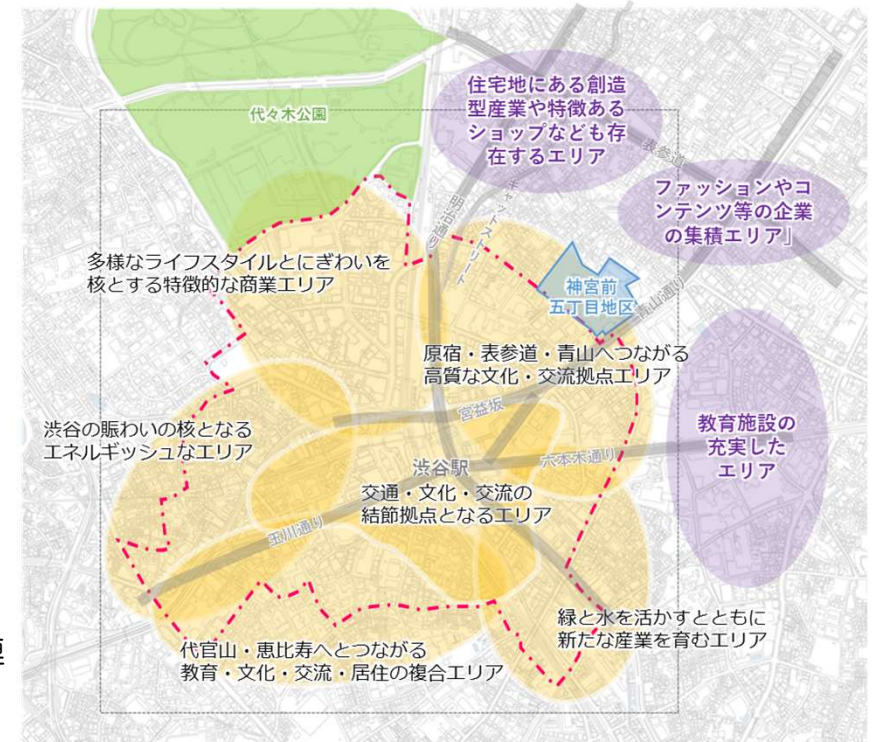 代々木公園
住宅地にある創造
型産業や特徴ある
ショップなども存
在するエリア
表参道
ファッションやコ
ンテンツ等の企業
の集積エリア」
明治通り
キャットストリート
多様なライフスタイルとにぎわいを
核とする特徴的な商業エリア
神宮前
五丁目地区
青山通り
原宿・表参道・青山へつながる
高質な文化・交流拠点エリア
宮益坂
渋谷の賑わいの核となる
エネルギッシュなエリア
教育施設の
充実した
エリア
渋谷駅
六本木通り
交通・文化・交流の
結節拠点となるエリア
玉川通り
緑と水を活かすとともに
新たな産業を育むエリア
代官山・恵比寿へとつながる
教育・文化・交流・居住の複合エリア